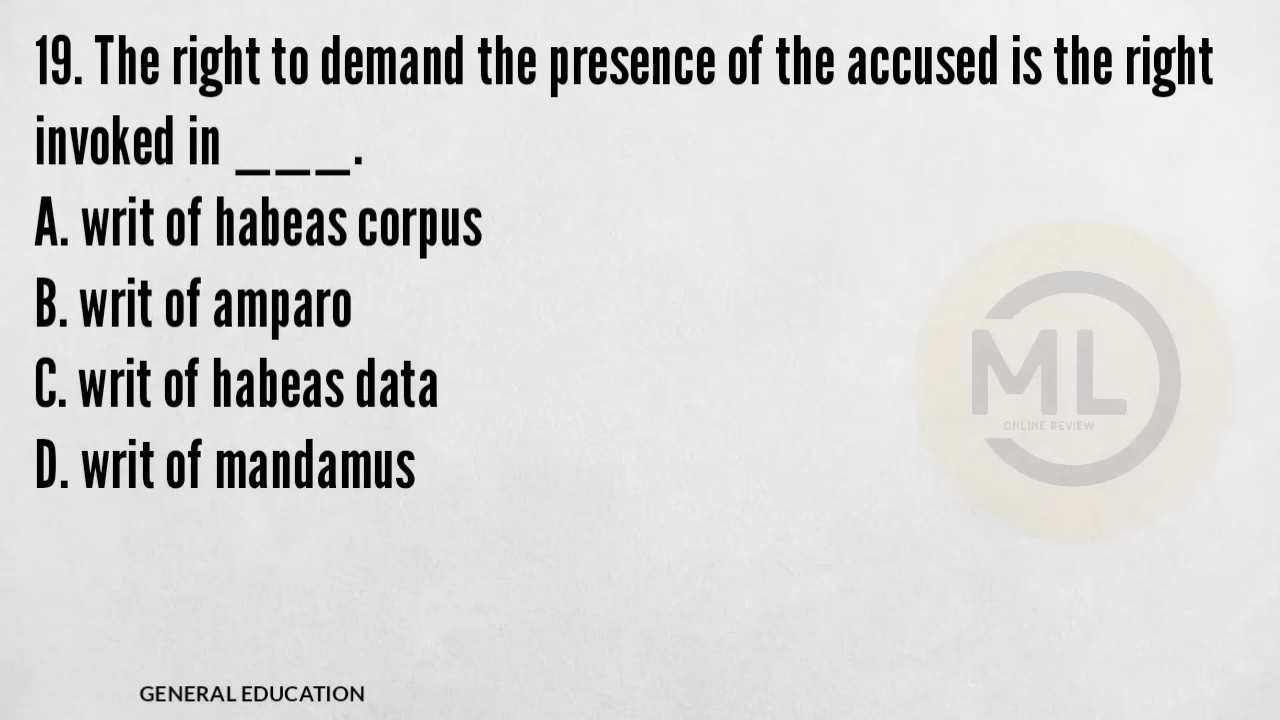 19. The right to demand the presence of the accused is the right
invoked in ___.
A. writ of habeas corpus
B. writ of amparo
C. writ of habeas data
D. writ of mandamus
ML
ONLINE REVIEW
GENERAL EDUCATION